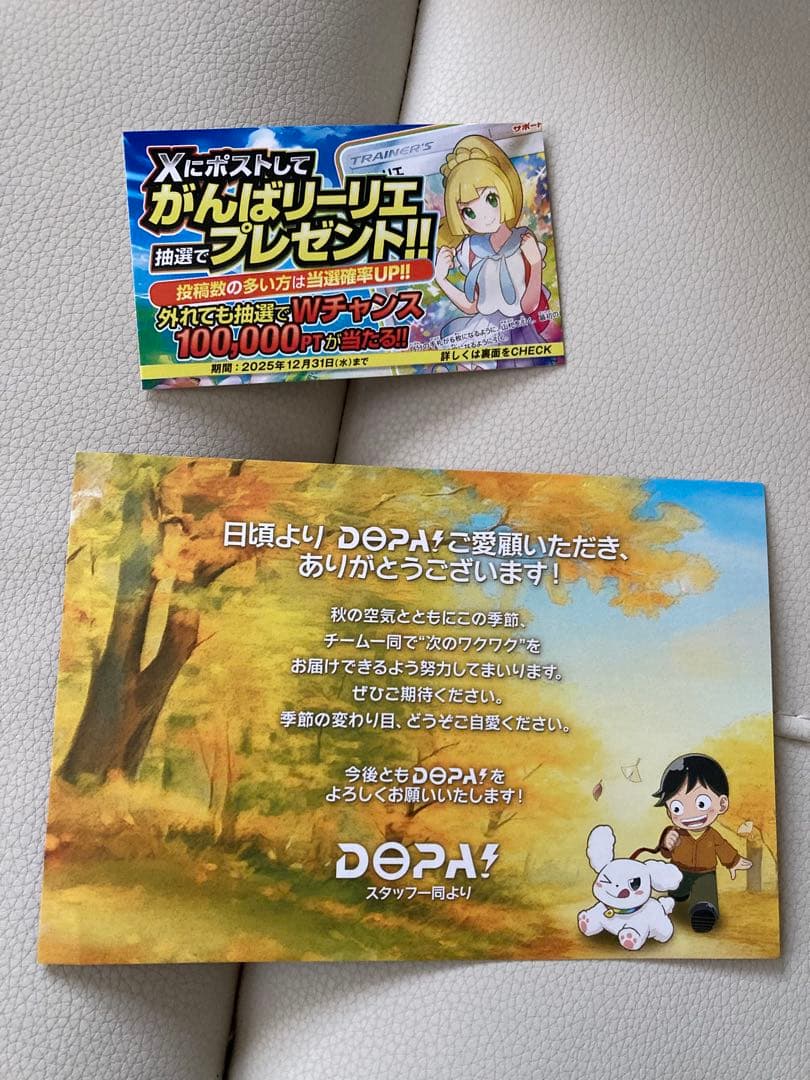 サポート
TRAINER'S
Xにポストして
がんばリーリエ
抽選でプレゼント!!
投稿数の多い方は当選確率UP!!
外れても抽選でWチャンス
100,000PTが当たる!!
期間：2025年12月31日(水)まで
詳しくは裏面をCHECK
日頃より DOPA! ご愛顧いただき、
ありがとうございます！
秋の空気とともにこの季節、
チーム一同で“次のワクワク”を
お届けできるよう努力してまいります。
ぜひご期待ください。
季節の変わり目、どうぞご自愛ください。
今後ともDOPA!を
よろしくお願いいたします！
DOPA!
スタッフ一同より